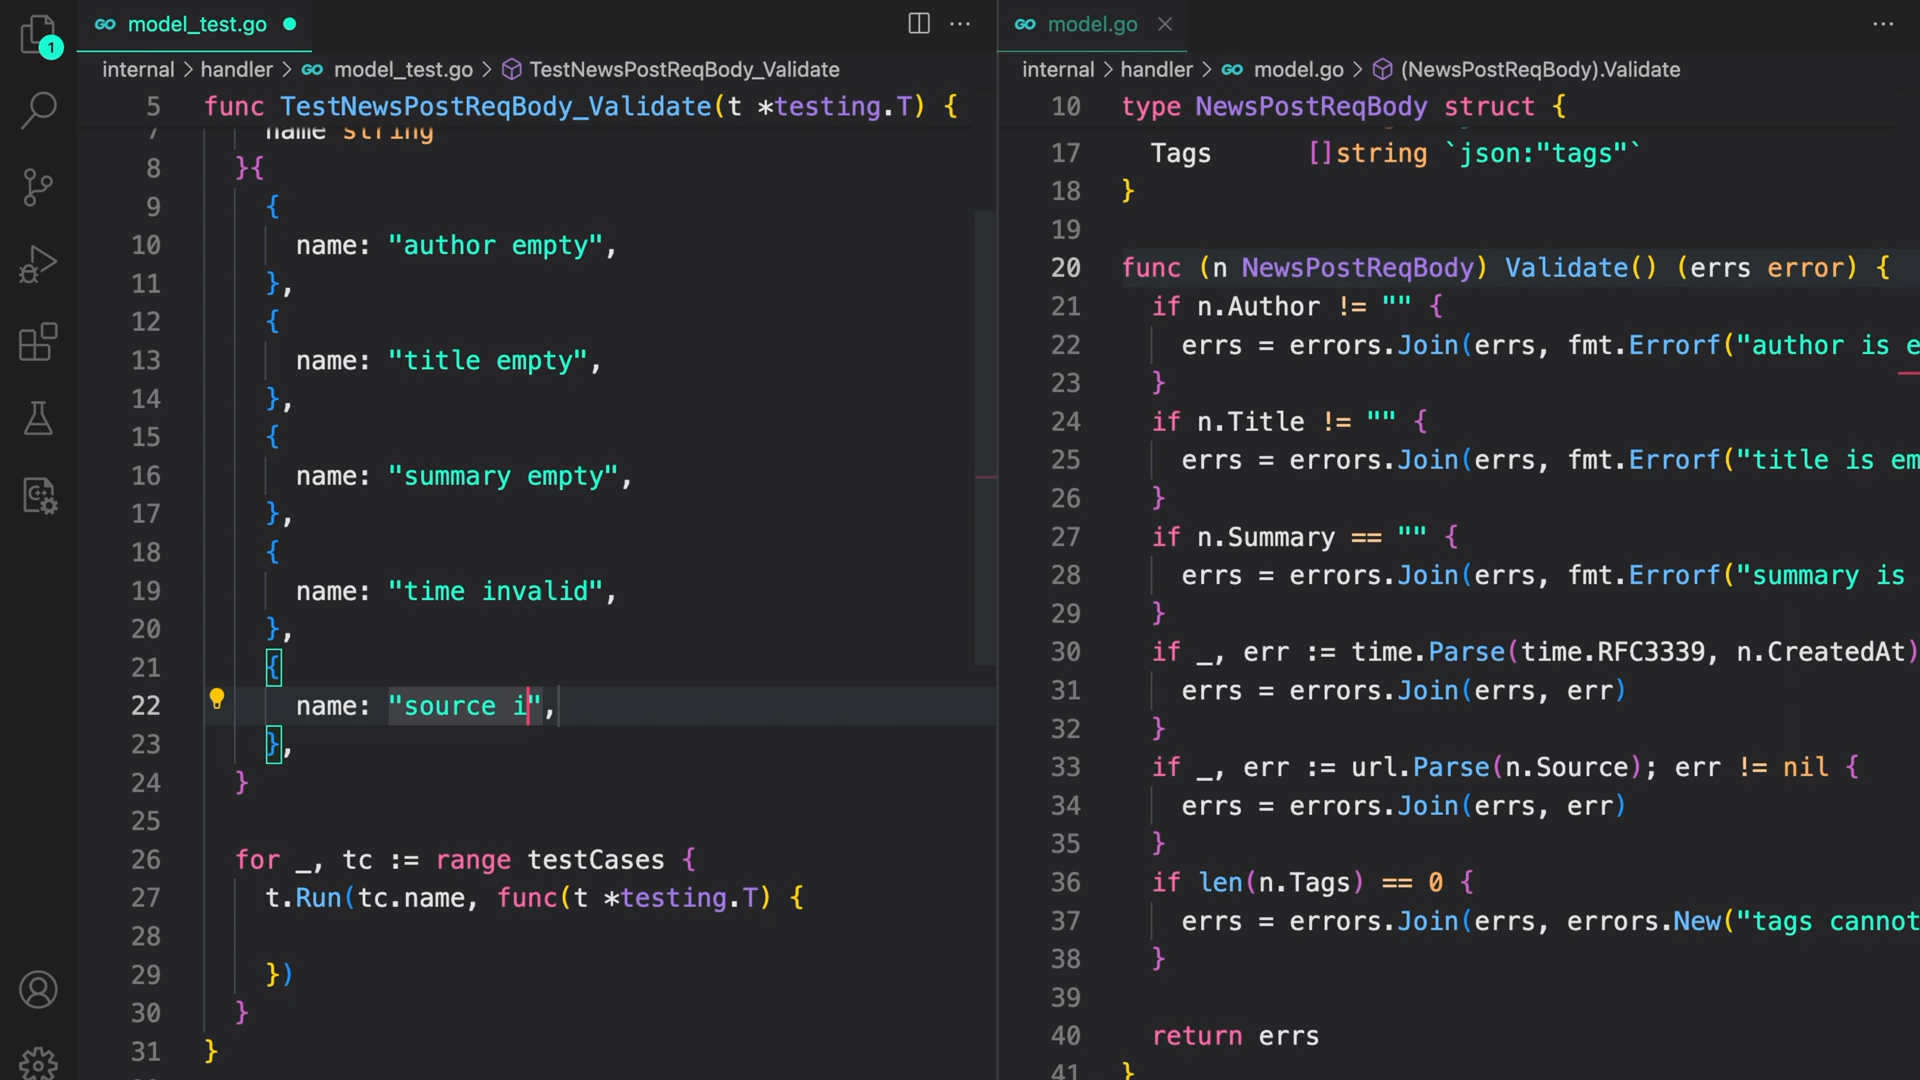 1
GO model_test.go
internal > handler > GO model_test.go > TestNewsPostReqBody_Validate
5 func TestNewsPostReqBody_Validate(t *testing.T) {
7 name string
8 }{
9 {
10 name: "author empty",
11 },
12 {
13 name: "title empty",
14 },
15 {
16 name: "summary empty",
17 },
18 {
19 name: "time invalid",
20 },
21 {
22 name: "source i",
23 },
24 }
25
26 for _, tc := range testCases {
27 t.Run(tc.name, func(t *testing.T) {
28
29 })
30 }
31 }
GO model.go
internal > handler > GO model.go > (NewsPostReqBody).Validate
10 type NewsPostReqBody struct {
17 Tags []string `json:"tags"`
18 }
19
20 func (n NewsPostReqBody) Validate() (errs error) {
21 if n.Author != "" {
22 errs = errors.Join(errs, fmt.Errorf("author is e
23 }
24 if n.Title != "" {
25 errs = errors.Join(errs, fmt.Errorf("title is em
26 }
27 if n.Summary == "" {
28 errs = errors.Join(errs, fmt.Errorf("summary is
29 }
30 if _, err := time.Parse(time.RFC3339, n.CreatedAt)
31 errs = errors.Join(errs, err)
32 }
33 if _, err := url.Parse(n.Source); err != nil {
34 errs = errors.Join(errs, err)
35 }
36 if len(n.Tags) == 0 {
37 errs = errors.Join(errs, errors.New("tags cannot
38 }
39
40 return errs
41 }